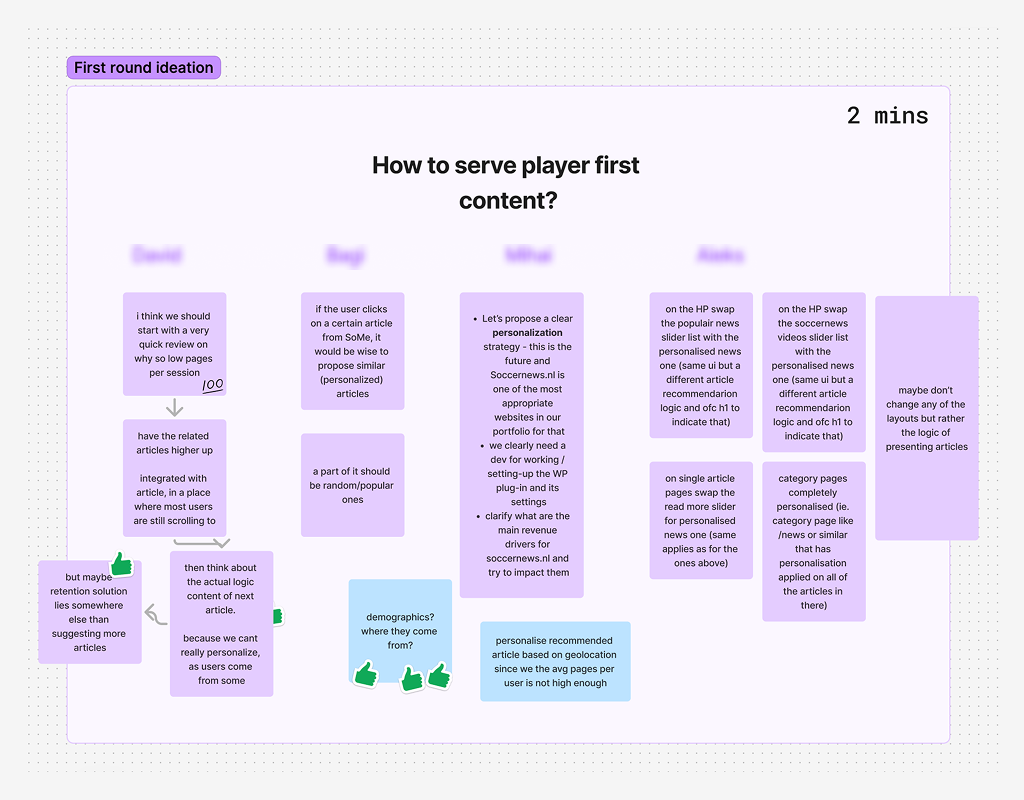 First round ideation
2 mins
How to serve player first
content?
David
Bagi
Mihai
Aleks
i think we should
start with a very
quick review on
why so low pages
per session
100
have the related
articles higher up
integrated with
article, in a place
where most users
are still scrolling to
but maybe
retention solution
lies somewhere
else than
suggesting more
articles
then think about
the actual logic
content of next
article.
because we cant
really personalize,
as users come
from some
if the user clicks
on a certain article
from SoMe, it
would be wise to
propose similar
(personalized)
articles
a part of it should
be random/popular
ones
demographics?
where they come
from?
• Let's propose a clear
personalization
strategy - this is the
future and
Soccernews.nl is
one of the most
appropriate
websites in our
portfolio for that
• we clearly need a
dev for working /
setting-up the WP
plug-in and its
settings
• clarify what are the
main revenue
drivers for
soccernews.nl and
try to impact them
personalise recommended
article based on geolocation
since we the avg pages per
user is not high enough
on the HP swap
the populair news
slider list with the
personalised news
one (same ui but a
different article
recommendarion
logic and ofc h1 to
indicate that)
on the HP swap
the soccernews
videos slider list
with the
personalised news
one (same ui but a
different article
recommendarion
logic and ofc h1 to
indicate that)
on single article
pages swap the
read more slider
for personalised
news one (same
applies as for the
ones above)
category pages
completely
personalised (ie.
category page like
/news or similar
that has
personalisation
applied on all of
the articles in
there)
maybe don't
change any of the
layouts but rather
the logic of
presenting articles